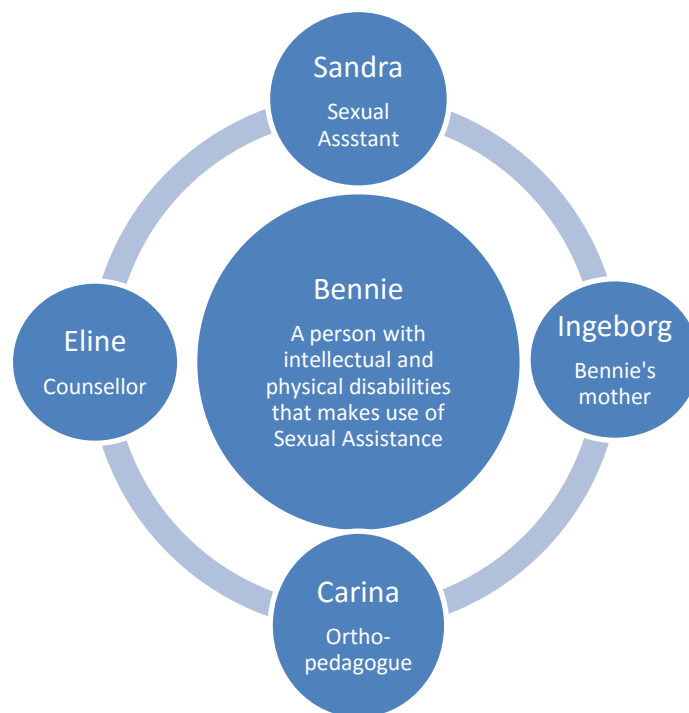 Sandra
Sexual
Assstant
Bennie
A person with
intellectual and
physical disabilities
that makes use of
Sexual Assistance
Eline
Counsellor
Ingeborg
Bennie's
mother
Carina
Ortho-
pedagogue